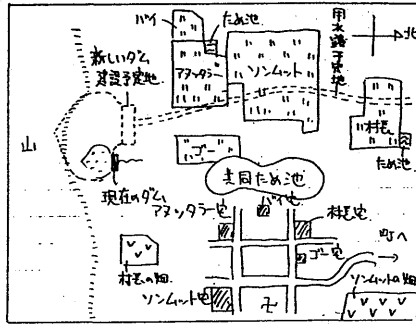 バイ
ため池
用水路予定地
北
新しいダム
建設予定地
アヌッタラー
ソンムット
村長
山
ゴー
ため池
共同ため池
現在のダム
アヌッタラー宅
バイ宅
村長宅
ゴー宅
町へ
村長の畑
ソンムット宅
卍
ソンムットの畑